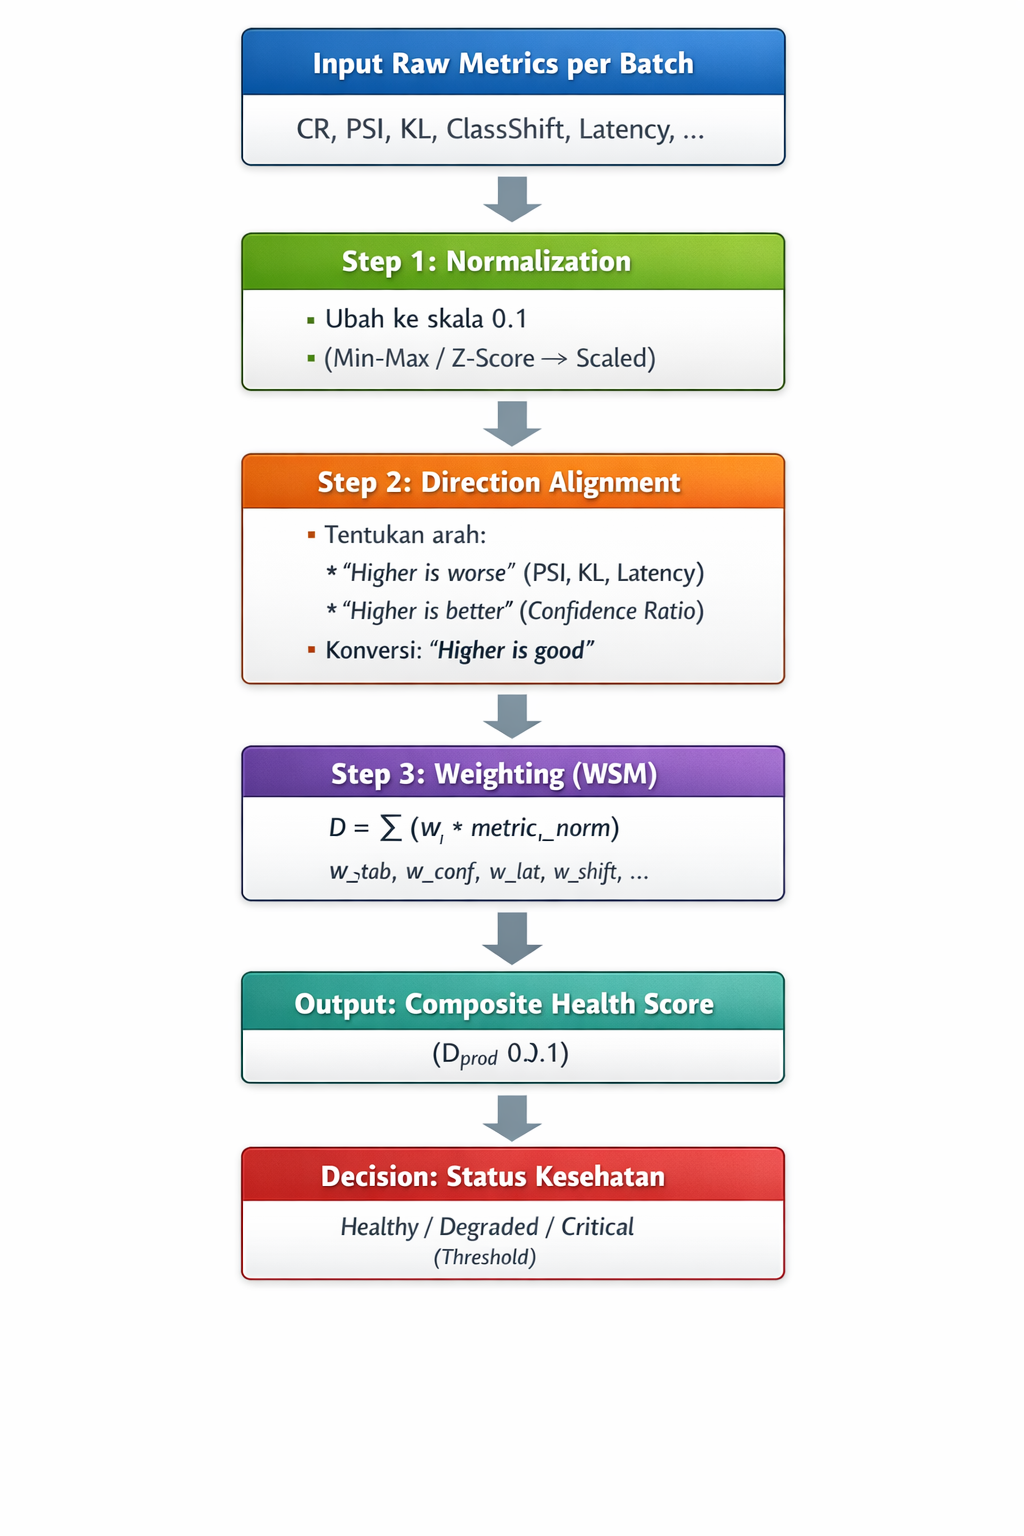 Input Raw Metrics per Batch
CR, PSI, KL, ClassShift, Latency, ...
Step 1: Normalization
▪ Ubah ke skala 0.1
▪ (Min-Max / Z-Score → Scaled)
Step 2: Direction Alignment
▪ Tentukan arah:
* “Higher is worse” (PSI, KL, Latency)
* “Higher is better” (Confidence Ratio)
▪ Konversi: “Higher is good”
Step 3: Weighting (WSM)
D = ∑ (wᵢ * metricᵢ_norm)
w_conf, w_lat, w_shift, ...
Output: Composite Health Score
(Dprod
Decision: Status Kesehatan
Healthy / Degraded / Critical
(Threshold)